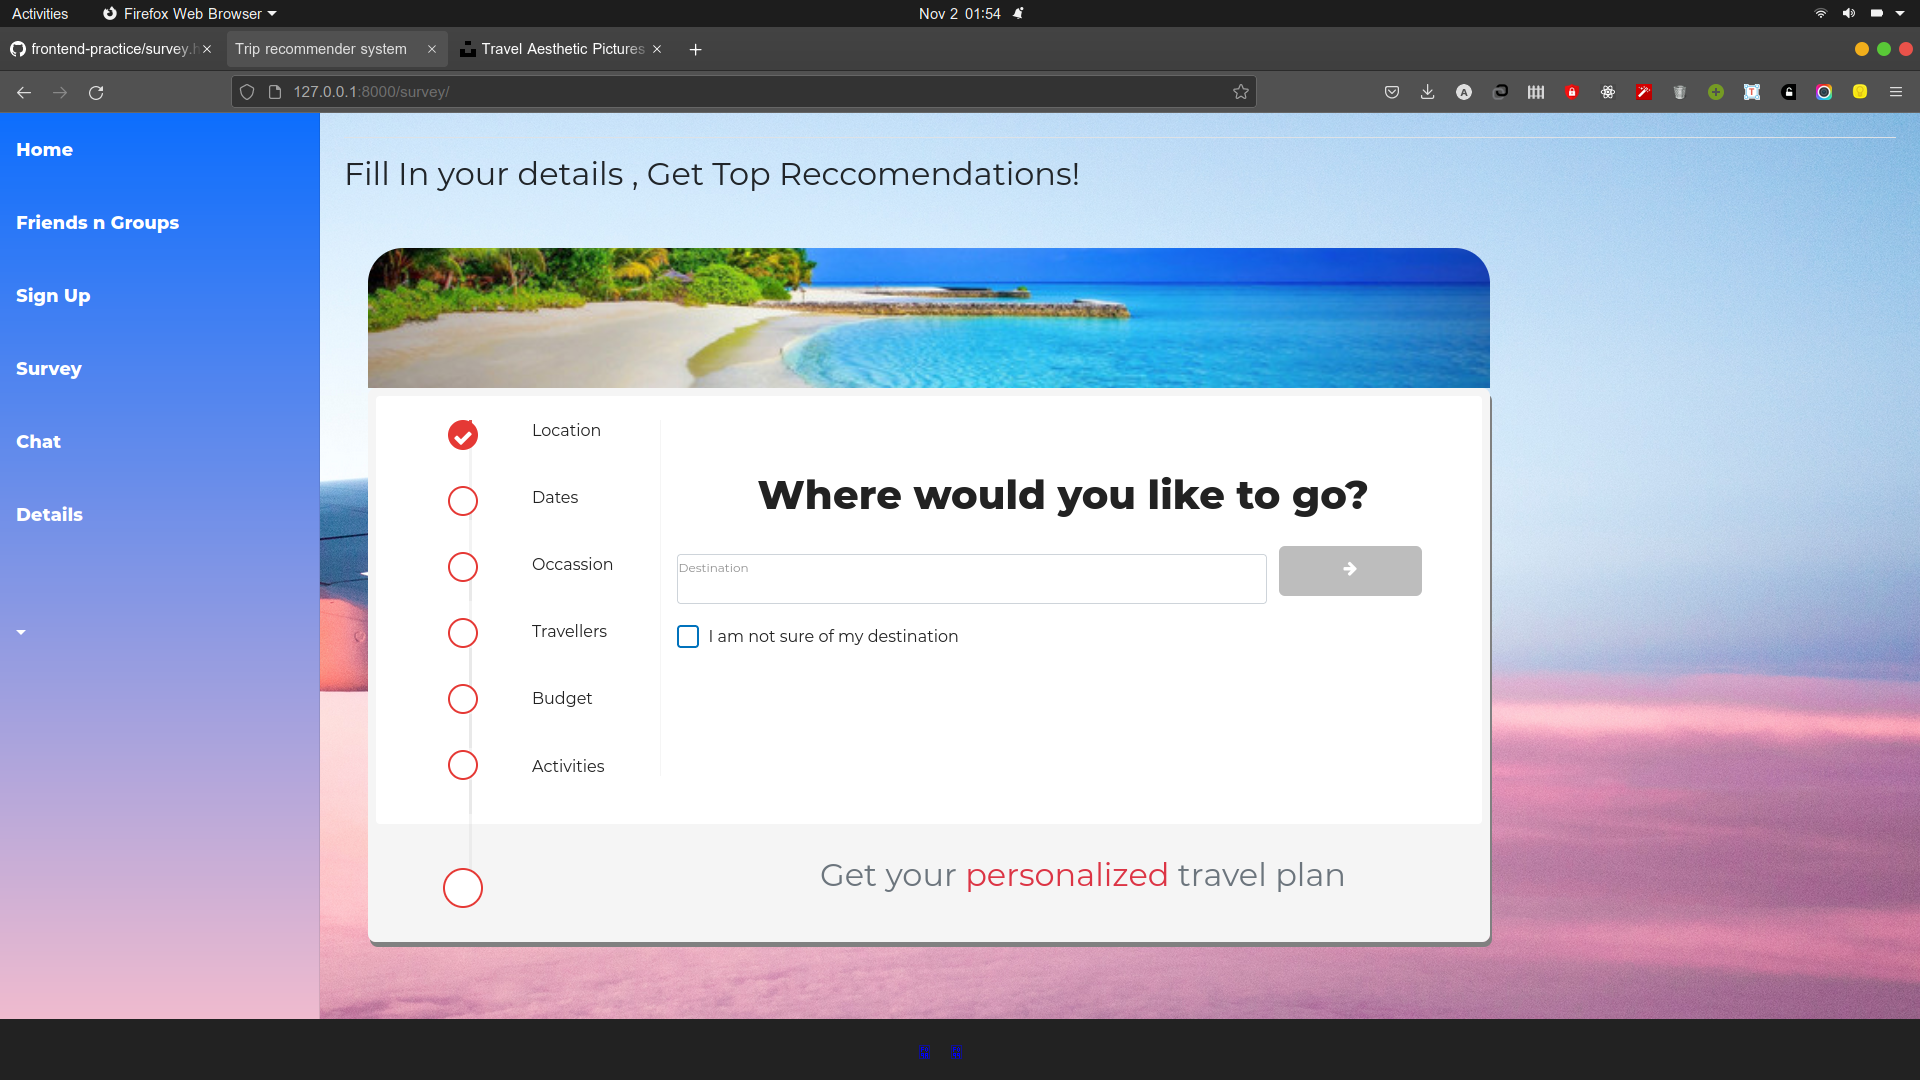 Activities
Firefox Web Browser
Nov 2 01:54
frontend-practice/survey.h
Trip recommender system
Travel Aesthetic Pictures
127.0.0.1:8000/survey/
Home
Friends n Groups
Sign Up
Survey
Chat
Details
Fill In your details , Get Top Reccomendations!
Location
Dates
Occassion
Travellers
Budget
Activities
Where would you like to go?
Destination
I am not sure of my destination
Get your personalized travel plan